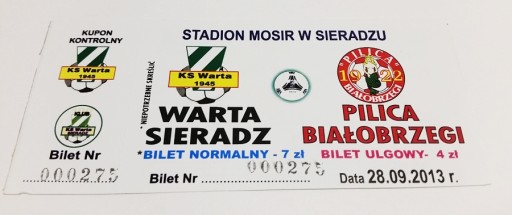 KUPON
KONTROLNY
KS Warta
1945
KLUB
KS Warta
SIERADZ
Bilet Nr
000275
*NIEPOTRZEBNE SKREŚLIĆ
STADION MOSIR W SIERADZU
KS Warta
1945
PILICA
1922
BIAŁOBRZEGI
WARTA
SIERADZ
PILICA
BIAŁOBRZEGI
*BILET NORMALNY - 7 zł
BILET ULGOWY- 4 zł
Bilet Nr ....................
000275
Data 28.09.2013 r.